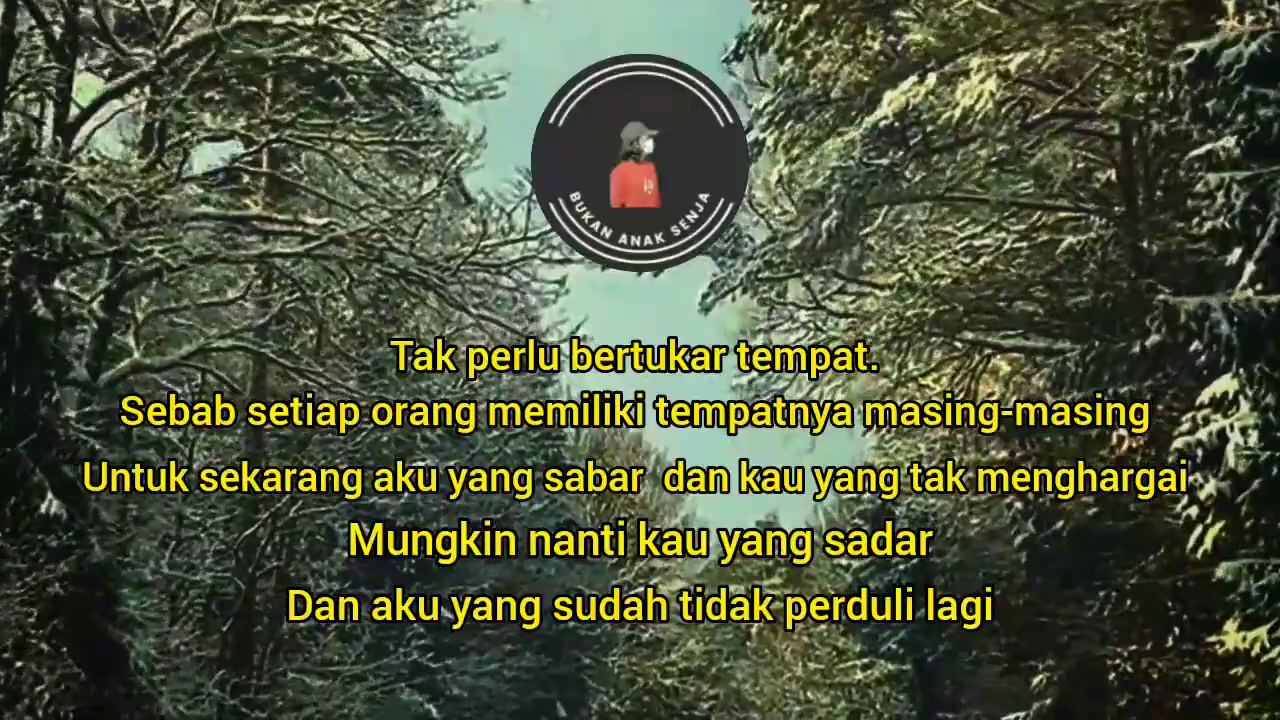 BUKAN ANAK SENJA
Tak perlu bertukar tempat.
Sebab setiap orang memiliki tempatnya masing-masing
Untuk sekarang aku yang sabar  dan kau yang tak menghargai
Mungkin nanti kau yang sadar
Dan aku yang sudah tidak perduli lagi